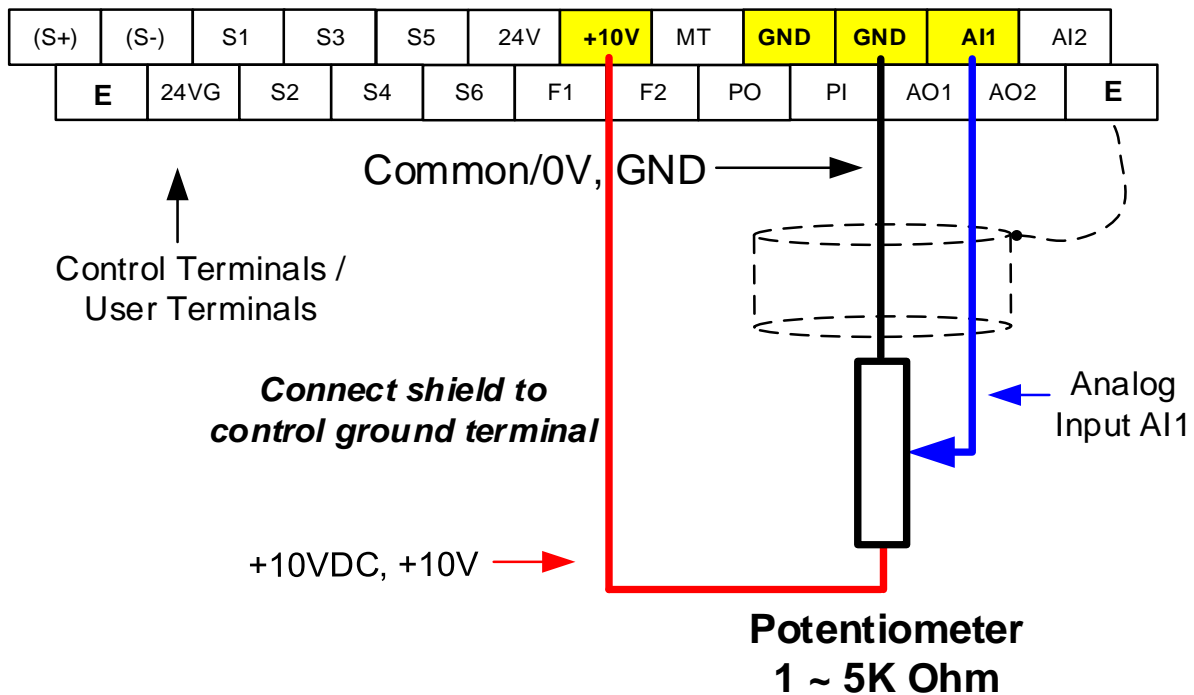 (S+) (S-) S1 S3 S5 24V +10V MT GND GND AI1 AI2
E 24VG S2 S4 S6 F1 F2 PO PI AO1 AO2 E
Common/0V, GND
Control Terminals /
User Terminals
Connect shield to
control ground terminal
Analog
Input AI1
+10VDC, +10V
Potentiometer
1 ~ 5K Ohm